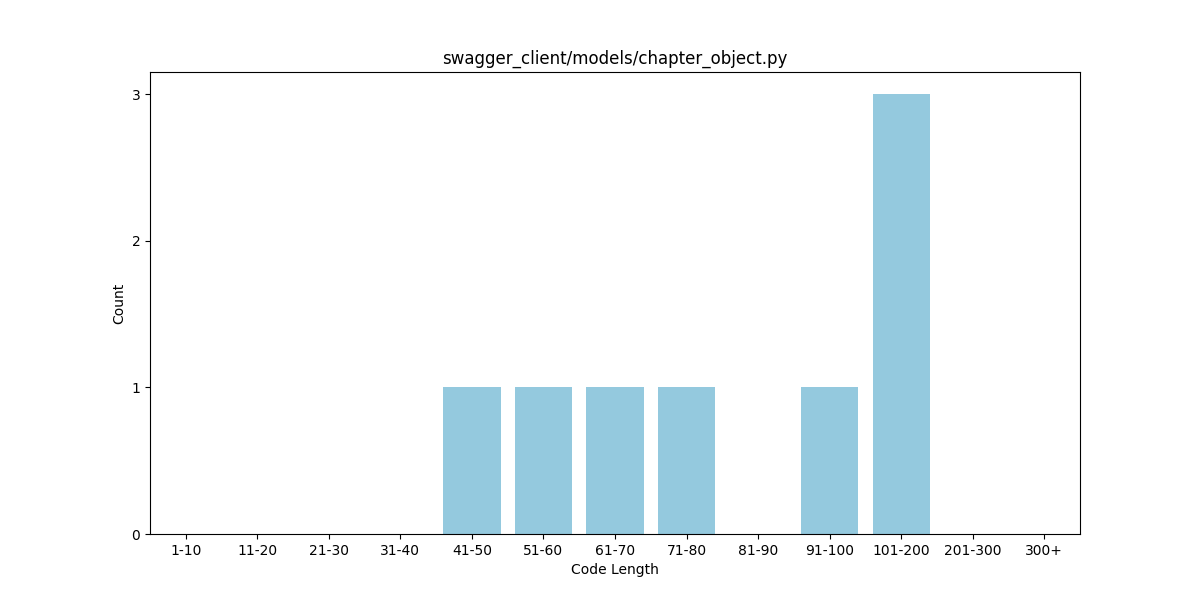 swagger_client/models/chapter_object.py
Count
3
2
1
0
1-10 11-20 21-30 31-40 41-50 51-60 61-70 71-80 81-90 91-100 101-200 201-300 300+
Code Length